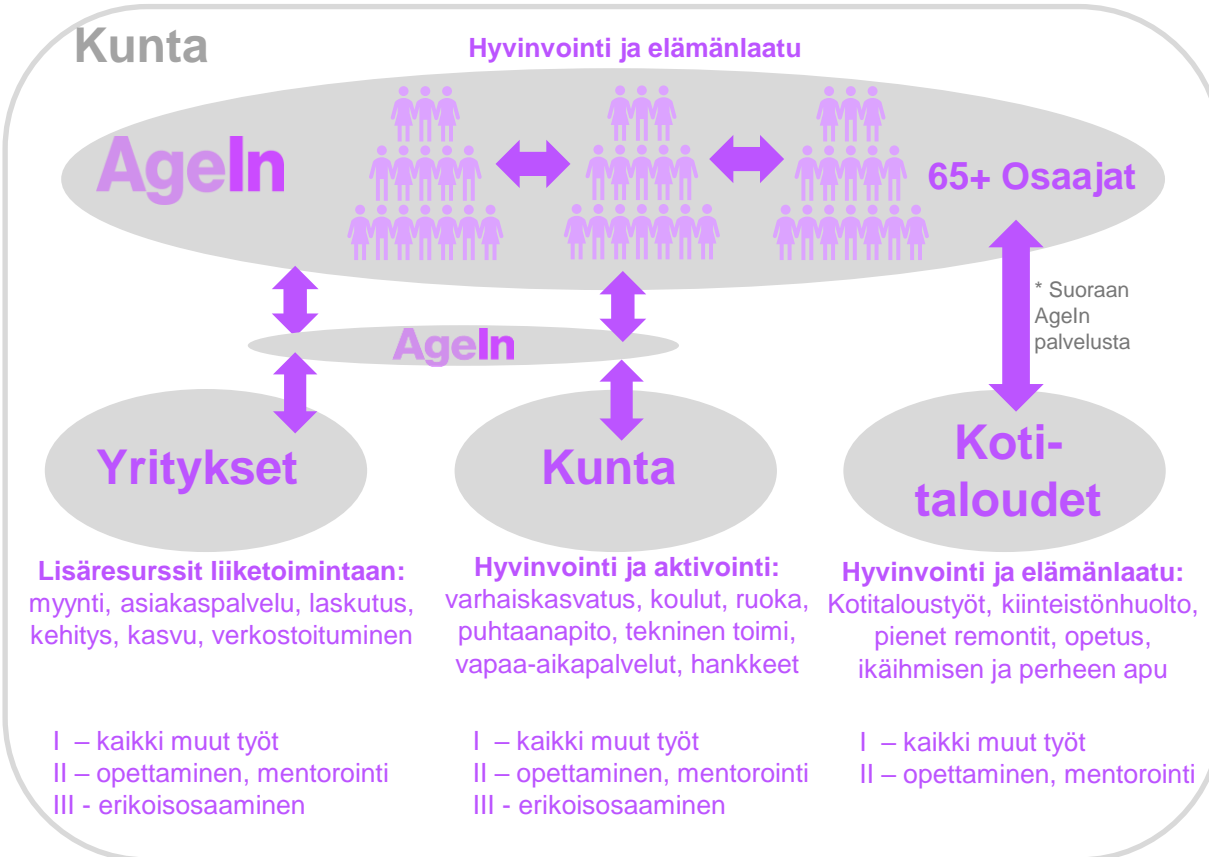 Kunta
Hyvinvointi ja elämänlaatu
AgeIn
65+ Osaajat
* Suoraan
AgeIn
palvelusta
AgeIn
Yritykset
Kunta
Koti-
taloudet
Lisäresurssit liiketoimintaan:
myynti, asiakaspalvelu, laskutus,
kehitys, kasvu, verkostoituminen
Hyvinvointi ja aktivointi:
varhaiskasvatus, koulut, ruoka,
puhtaanapito, tekninen toimi,
vapaa-aikapalvelut, hankkeet
Hyvinvointi ja elämänlaatu:
Kotitaloustyöt, kiinteistönhuolto,
pienet remontit, opetus,
ikäihmisen ja perheen apu
I – kaikki muut työt
II – opettaminen, mentorointi
III - erikoisosaaminen
I – kaikki muut työt
II – opettaminen, mentorointi
III - erikoisosaaminen
I – kaikki muut työt
II – opettaminen, mentorointi